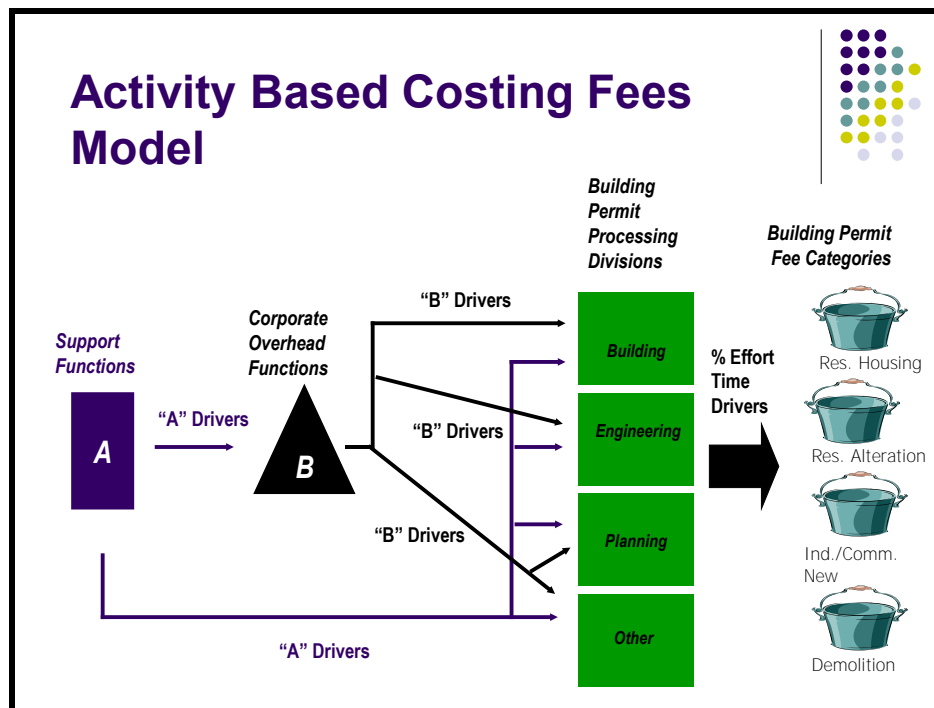 Activity Based Costing Fees
Model
Building
Permit
Processing
Divisions
Building Permit
Fee Categories
“B” Drivers
Corporate
Overhead
Functions
Support
Functions
Building
% Effort
Time
Drivers
Res. Housing
“A” Drivers
“B” Drivers
A
B
Engineering
Res. Alteration
“B” Drivers
Planning
Ind./Comm.
New
Other
“A” Drivers
Demolition